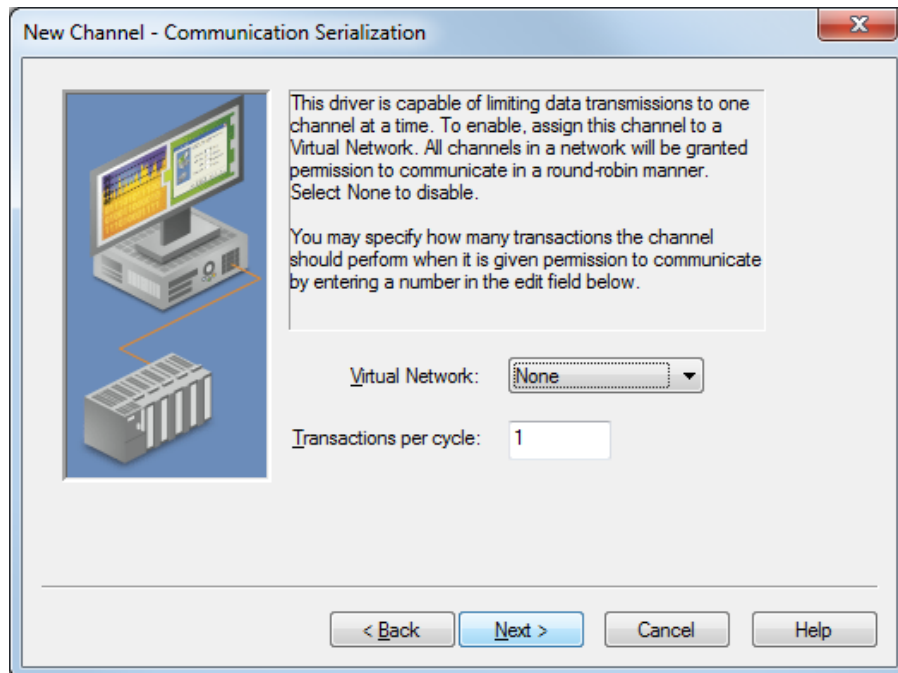 New Channel - Communication Serialization
This driver is capable of limiting data transmissions to one
channel at a time. To enable, assign this channel to a
Virtual Network. All channels in a network will be granted
permission to communicate in a round-robin manner.
Select None to disable.
You may specify how many transactions the channel
should perform when it is given permission to communicate
by entering a number in the edit field below.
Virtual Network: None
Transactions per cycle: 1
< Back Next > Cancel Help